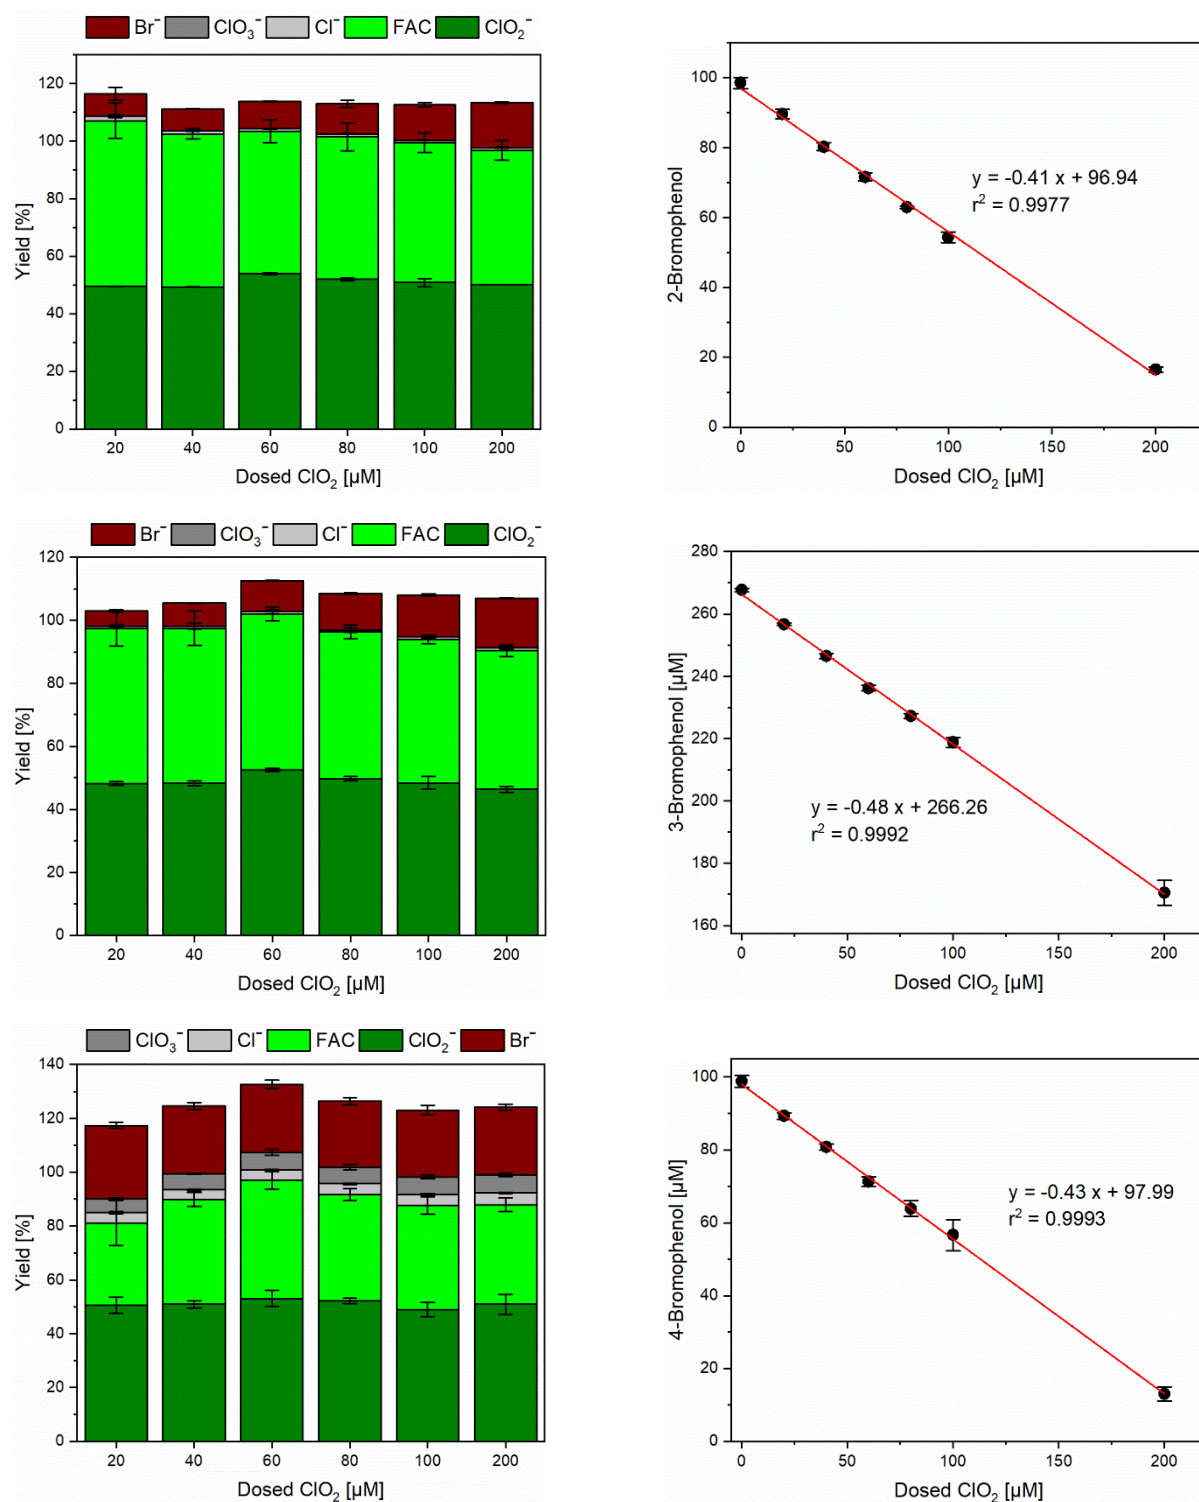 Br⁻ ClO₃⁻ Cl⁻ FAC ClO₂⁻
120
100
80
60
40
20
0
Yield [%]
20 40 60 80 100 200
Dosed ClO₂ [µM]
100
80
60
40
20
0
2-Bromophenol
y = -0.41 x + 96.94
r² = 0.9977
0 50 100 150 200
Dosed ClO₂ [µM]
Br⁻ ClO₃⁻ Cl⁻ FAC ClO₂⁻
120
100
80
60
40
20
0
Yield [%]
20 40 60 80 100 200
Dosed ClO₂ [µM]
280
260
240
220
200
180
160
3-Bromophenol [µM]
y = -0.48 x + 266.26
r² = 0.9992
0 50 100 150 200
Dosed ClO₂ [µM]
ClO₃⁻ Cl⁻ FAC ClO₂⁻ Br⁻
140
120
100
80
60
40
20
0
Yield [%]
20 40 60 80 100 200
Dosed ClO₂ [µM]
100
80
60
40
20
0
4-Bromophenol [µM]
y = -0.43 x + 97.99
r² = 0.9993
0 50 100 150 200
Dosed ClO₂ [µM]